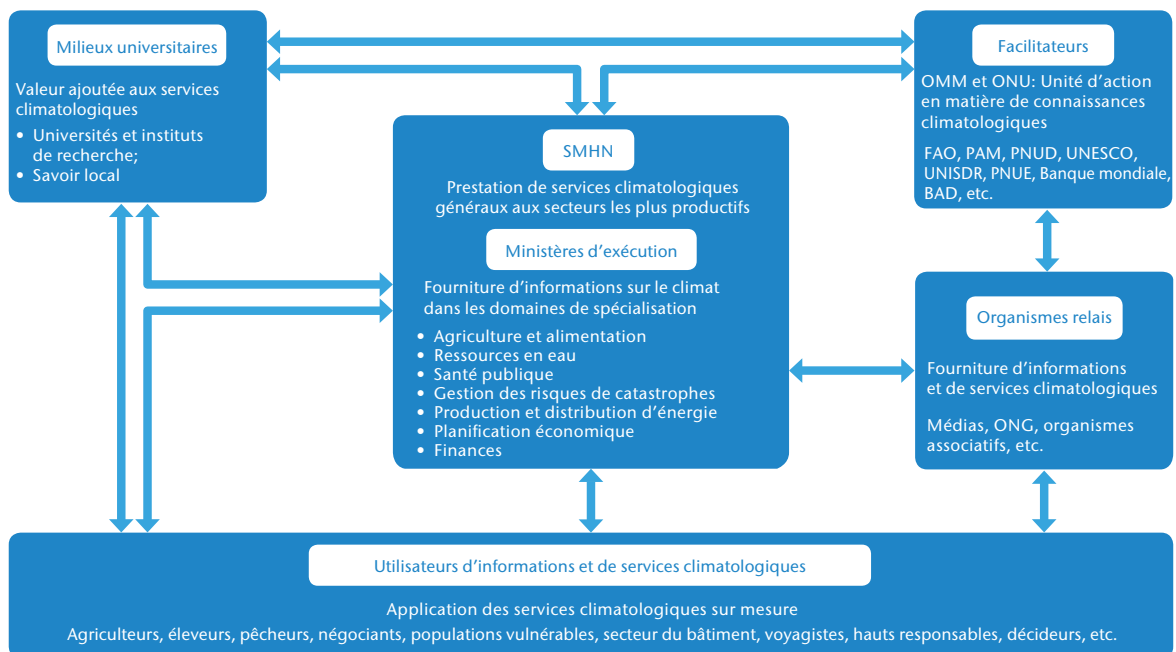 Milieux universitaires
Valeur ajoutée aux services
climatologiques
• Universités et instituts
de recherche;
• Savoir local
Facilitateurs
OMM et ONU: Unité d'action
en matière de connaissances
climatologiques
FAO, PAM, PNUD, UNESCO,
UNISDR, PNUE, Banque mondiale,
BAD, etc.
SMHN
Prestation de services climatologiques
généraux aux secteurs les plus productifs
Ministères d'exécution
Fourniture d'informations sur le climat
dans les domaines de spécialisation
• Agriculture et alimentation
• Ressources en eau
• Santé publique
• Gestion des risques de catastrophes
• Production et distribution d'énergie
• Planification économique
• Finances
Organismes relais
Fourniture d'informations
et de services climatologiques
Médias, ONG, organismes
associatifs, etc.
Utilisateurs d'informations et de services climatologiques
Application des services climatologiques sur mesure
Agriculteurs, éleveurs, pêcheurs, négociants, populations vulnérables, secteur du bâtiment, voyagistes, hauts responsables, décideurs, etc.